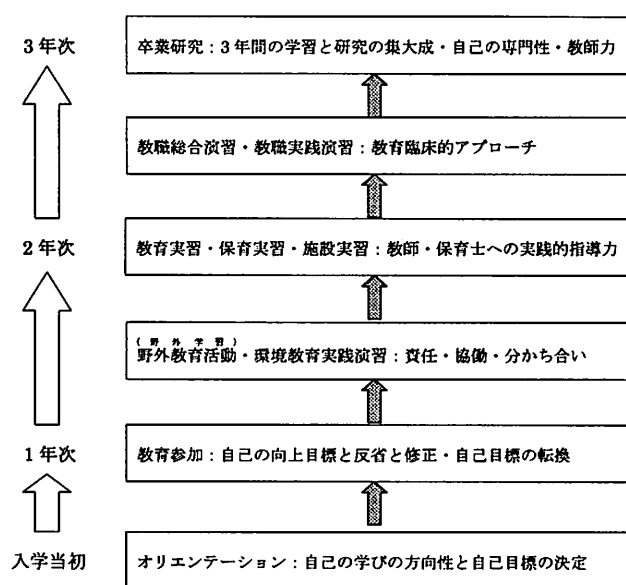 3年次
卒業研究：3年間の学習と研究の集大成・自己の専門性・教師力
教職総合演習・教職実践演習：教育臨床的アプローチ
2年次
教育実習・保育実習・施設実習：教師・保育士への実践的指導力
(野外学習)
野外教育活動・環境教育実践演習：責任・協働・分かち合い
1年次
教育参加：自己の向上目標と反省と修正・自己目標の転換
入学当初
オリエンテーション：自己の学びの方向性と自己目標の決定